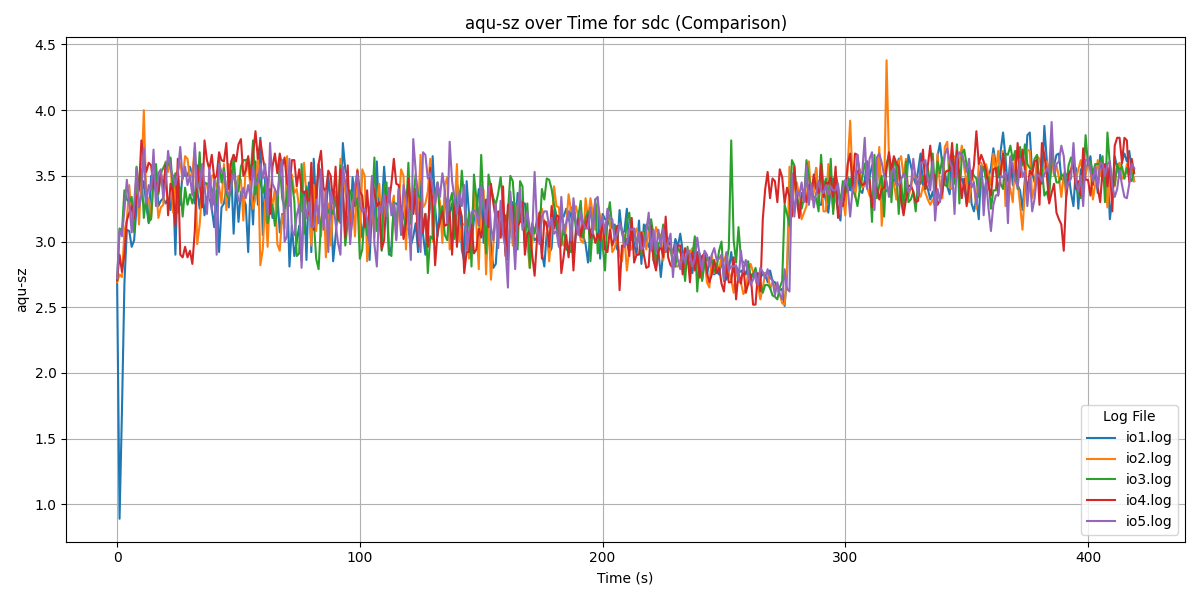 aqu-sz over Time for sdc (Comparison)
4.5
4.0
3.5
3.0
2.5
2.0
1.5
1.0
aqu-sz
0
100
200
300
400
Time (s)
Log File
io1.log
io2.log
io3.log
io4.log
io5.log